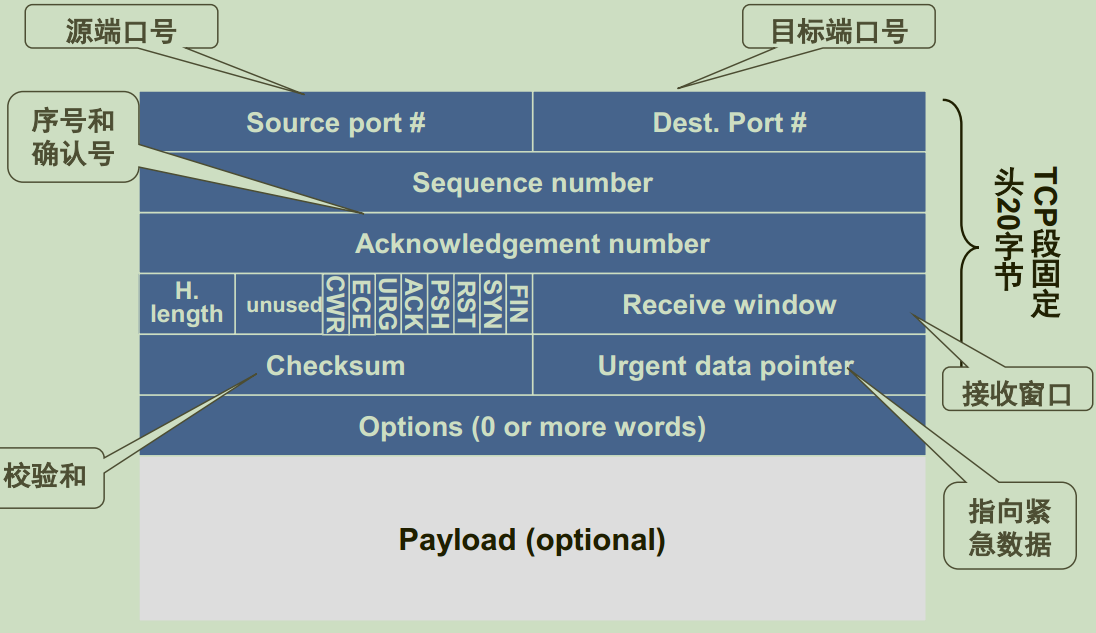 源端口号
目标端口号
序号和
确认号
Source port #
Dest. Port #
Sequence number
Acknowledgement number
H.
length
unused
CWR
ECE
URG
ACK
PSH
RST
SYN
FIN
Receive window
Checksum
Urgent data pointer
Options (0 or more words)
Payload (optional)
TCP段固定
头20字节
接收窗口
校验和
指向紧
急数据